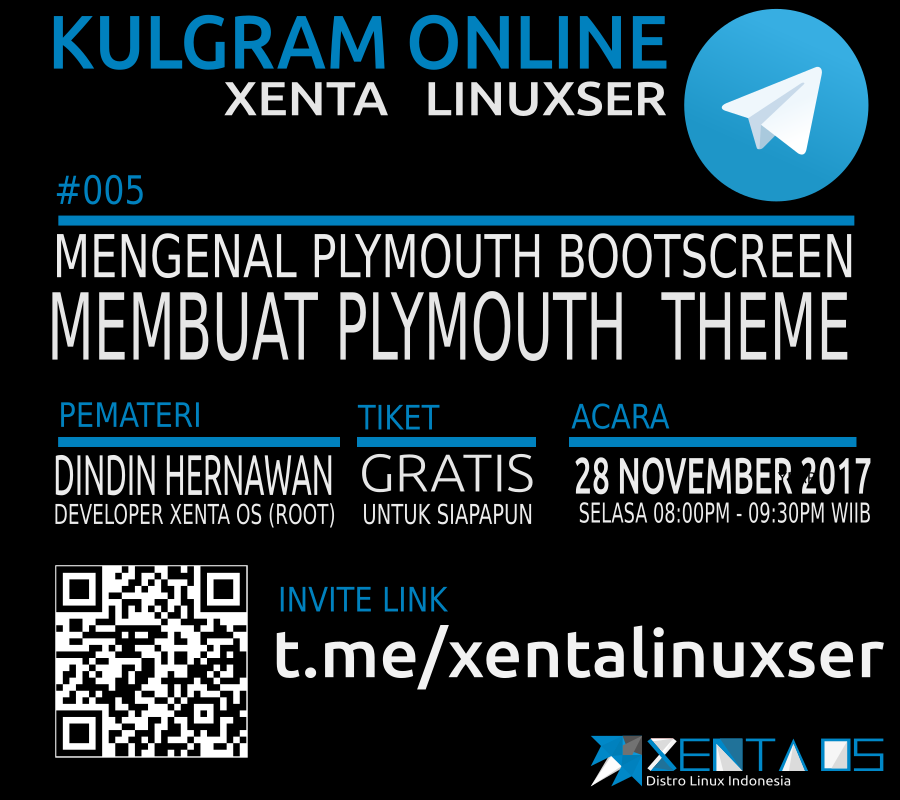 KULGRAM ONLINE
XENTA LINUXSER
#005
MENGENAL PLYMOUTH BOOTSCREEN
MEMBUAT PLYMOUTH THEME
PEMATERI
DINDIN HERNAWAN
DEVELOPER XENTA OS (ROOT)
TIKET
GRATIS
UNTUK SIAPAPUN
ACARA
28 NOVEMBER 2017
SELASA 08:00PM - 09:30PM WIIB
INVITE LINK
t.me/xentalinuxser
XENTA OS
Distro Linux Indonesia